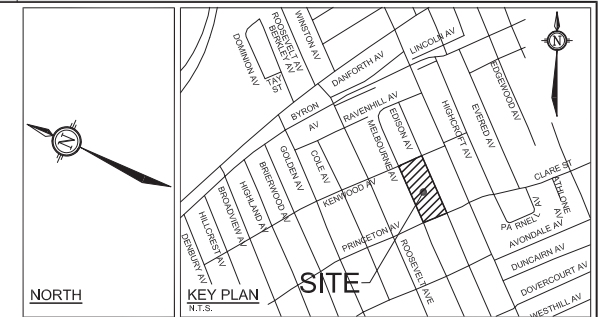 N
NORTH
KEY PLAN
N.T.S.
SITE
N
DOMINION AV
TAY ST
BERKLEY AV
ROOSEVELT AV
WINSTON AV
DANFORTH AV
LINCOLN AV
BYRON AV
RAVENHILL AV
EDISON AV
MELBOURNE AV
HIGHCROFT AV
EVERED AV
EDGEWOOD AV
COLE AV
GOLDEN AV
BRIERWOOD AV
HIGHLAND AV
BROADVIEW AV
HILLCREST AV
DENBURY AV
KENWOOD AV
PRINCETON AV
ROOSEVELT AVE
CLARE ST
ATHLONE AV
PARNELL AV
AVONDALE AV
DUNCAIRN AV
DOVERCOURT AV
WESTHILL AV